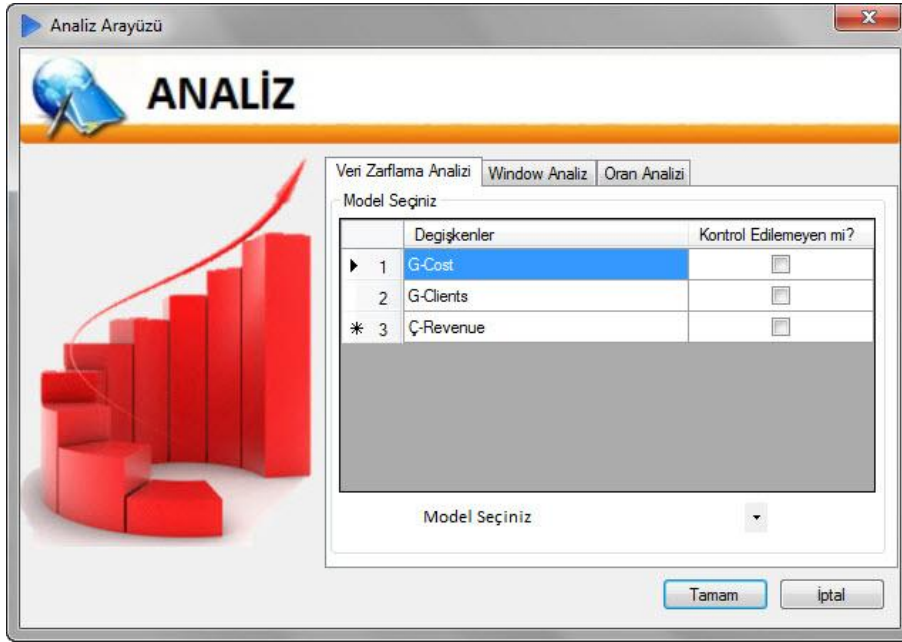 Analiz Arayüzü
ANALİZ
Veri Zarflama Analizi Window Analiz Oran Analizi
Model Seçiniz
Degişkenler Kontrol Edilemeyen mi?
1 G-Cost
2 G-Clients
3 Ç-Revenue
Model Seçiniz
Tamam İptal